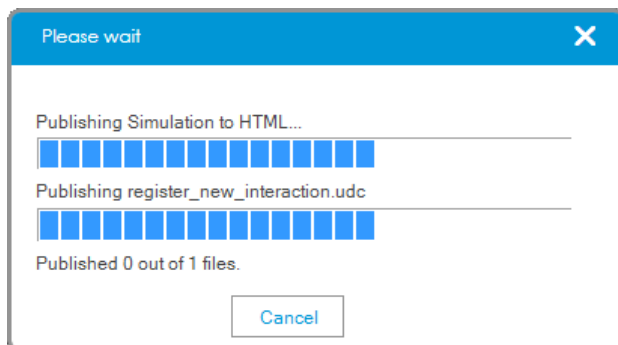 Please wait
Publishing Simulation to HTML...
Publishing register_new_interaction.udc
Published 0 out of 1 files.
Cancel